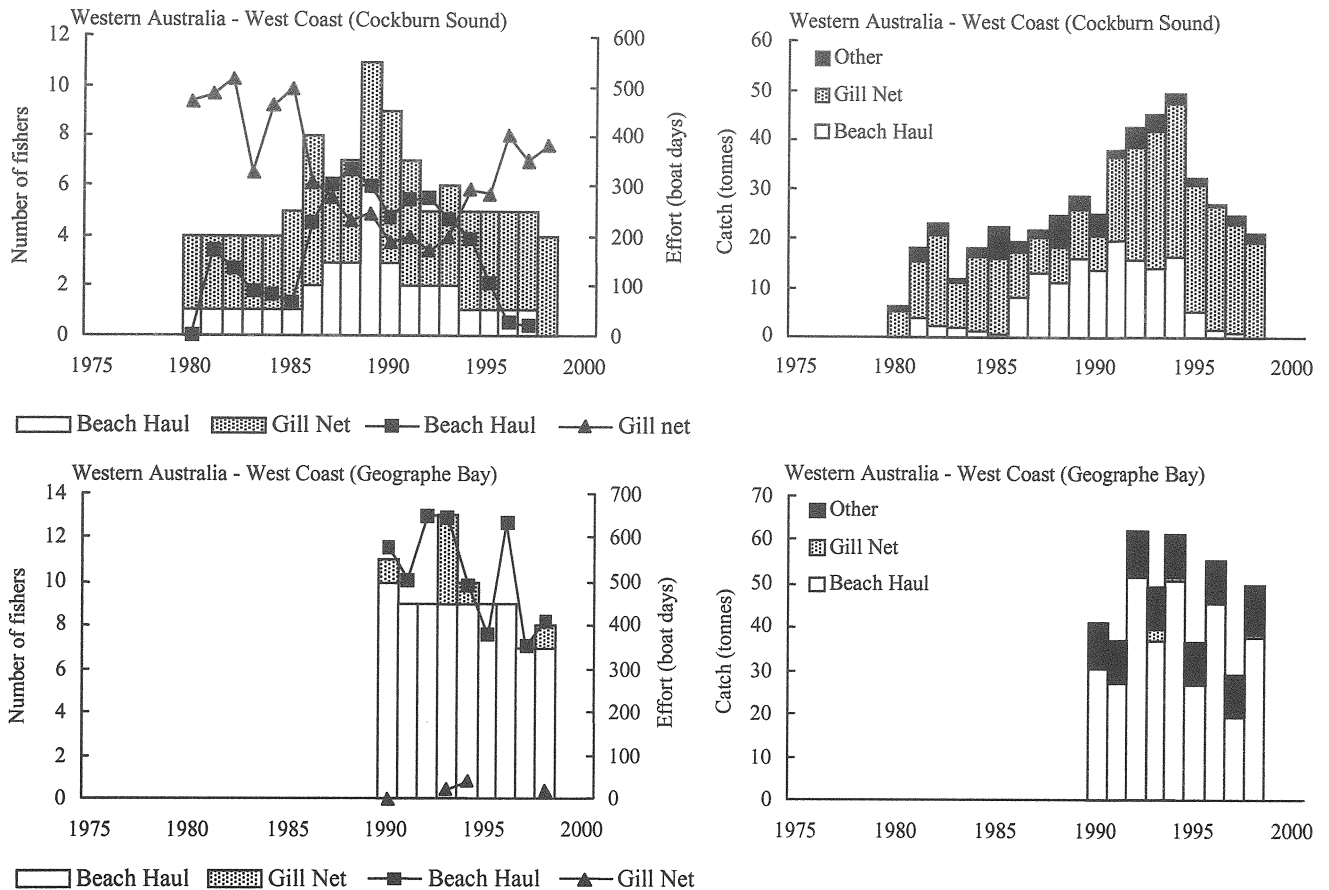 Western Australia - West Coast (Cockburn Sound)
12
10
8
6
4
2
0
Number of fishers
600
500
400
300
200
100
0
Effort (boat days)
1975 1980 1985 1990 1995 2000
Beach Haul Gill Net Beach Haul Gill net
Western Australia - West Coast (Cockburn Sound)
60
50
40
30
20
10
0
Catch (tonnes)
Other
Gill Net
Beach Haul
1975 1980 1985 1990 1995 2000
Western Australia - West Coast (Geographe Bay)
14
12
10
8
6
4
2
0
Number of fishers
700
600
500
400
300
200
100
0
Effort (boat days)
1975 1980 1985 1990 1995 2000
Beach Haul Gill Net Beach Haul Gill Net
Western Australia - West Coast (Geographe Bay)
70
60
50
40
30
20
10
0
Catch (tonnes)
Other
Gill Net
Beach Haul
1975 1980 1985 1990 1995 2000